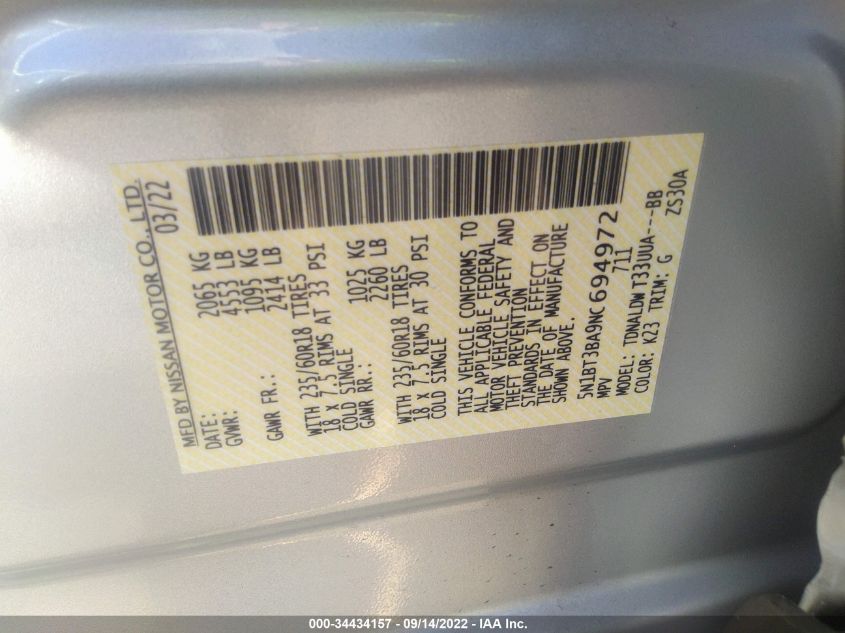 MFD BY NISSAN MOTOR CO., LTD.
DATE: 03/22
GVWR: 2065 KG
4553 LB
GAWR FR.: 1095 KG
2414 LB
WITH 235/60R18 TIRES
18 x 7.5 RIMS AT 33 PSI
COLD SINGLE
GAWR RR.: 1025 KG
2260 LB
WITH 235/60R18 TIRES
18 x 7.5 RIMS AT 30 PSI
COLD SINGLE
THIS VEHICLE CONFORMS TO
ALL APPLICABLE FEDERAL
MOTOR VEHICLE SAFETY AND
THEFT PREVENTION
STANDARDS IN EFFECT ON
THE DATE OF MANUFACTURE
SHOWN ABOVE.
5N1BT3BA9NC694972
MPV 711
MODEL: TDNALDW T33UUA---BB
COLOR: K23 TRIM: G ZS30A
000-34434157 - 09/14/2022 - IAA Inc.